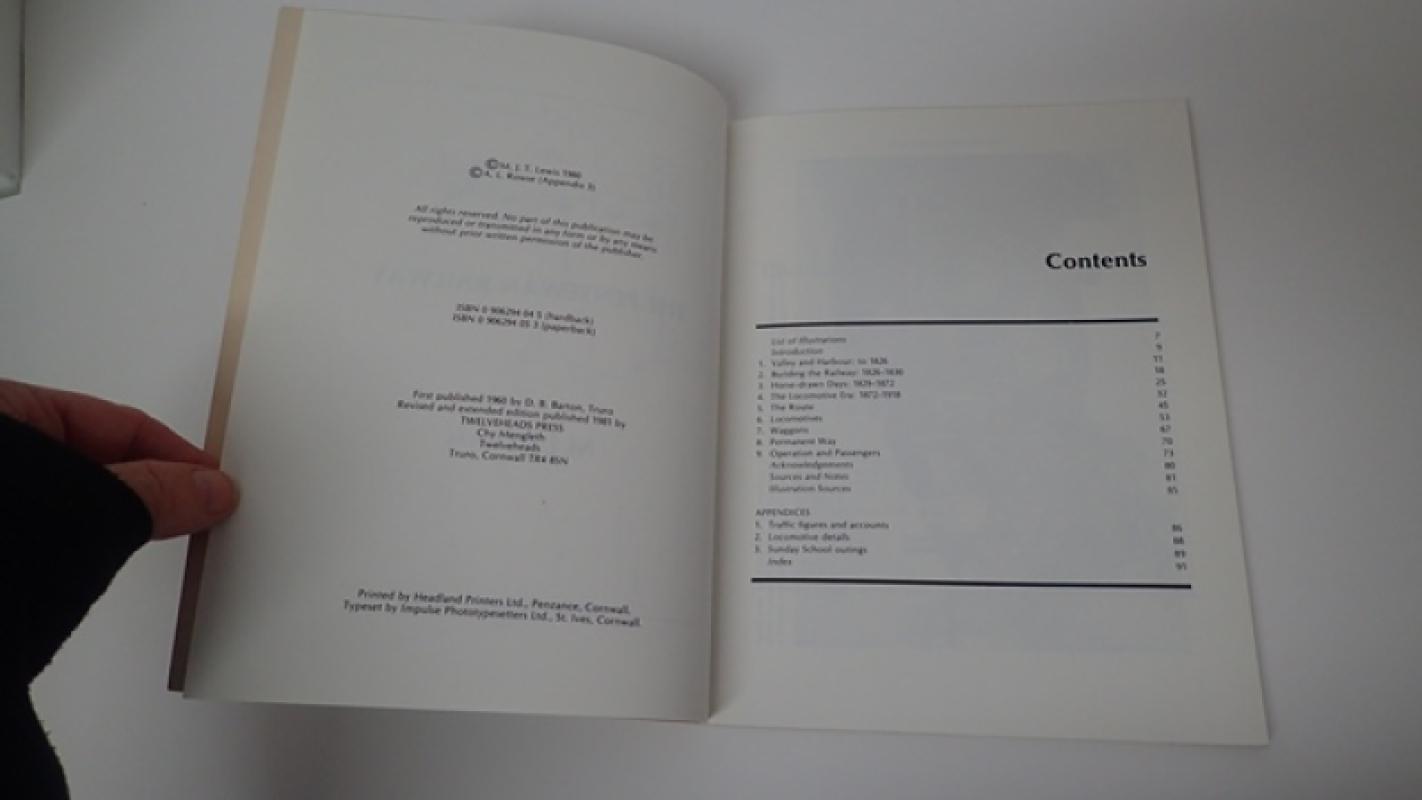 © M. J. T. Lewis 1960
© A. L. Rowse (Appendix 3)
All rights reserved. No part of this publication may be
reproduced or transmitted in any form or by any means
without prior written permission of the publisher.
ISBN 0 906294 04 5 (hardback)
ISBN 0 906294 05 3 (paperback)
First published 1960 by D. B. Barton, Truro
Revised and extended edition published 1981 by
TWELVEHEADS PRESS
Chy Mengleth
Twelveheads
Truro, Cornwall TR4 8SN
Printed by Headland Printers Ltd., Penzance, Cornwall.
Typeset by Impulse Phototypesetters Ltd., St. Ives, Cornwall.
Contents
List of Illustrations 7
Introduction 9
1. Valley and Harbour: to 1826 11
2. Building the Railway: 1826-1830 18
3. Horse-drawn Days: 1829-1872 25
4. The Locomotive Era: 1872-1918 32
5. The Route 45
6. Locomotives 53
7. Waggons 67
8. Permanent Way 70
9. Operation and Passengers 73
Acknowledgements 80
Sources and Notes 81
Illustration Sources 85
APPENDICES
1. Traffic figures and accounts 86
2. Locomotive details 88
3. Sunday School outings 89
Index 91